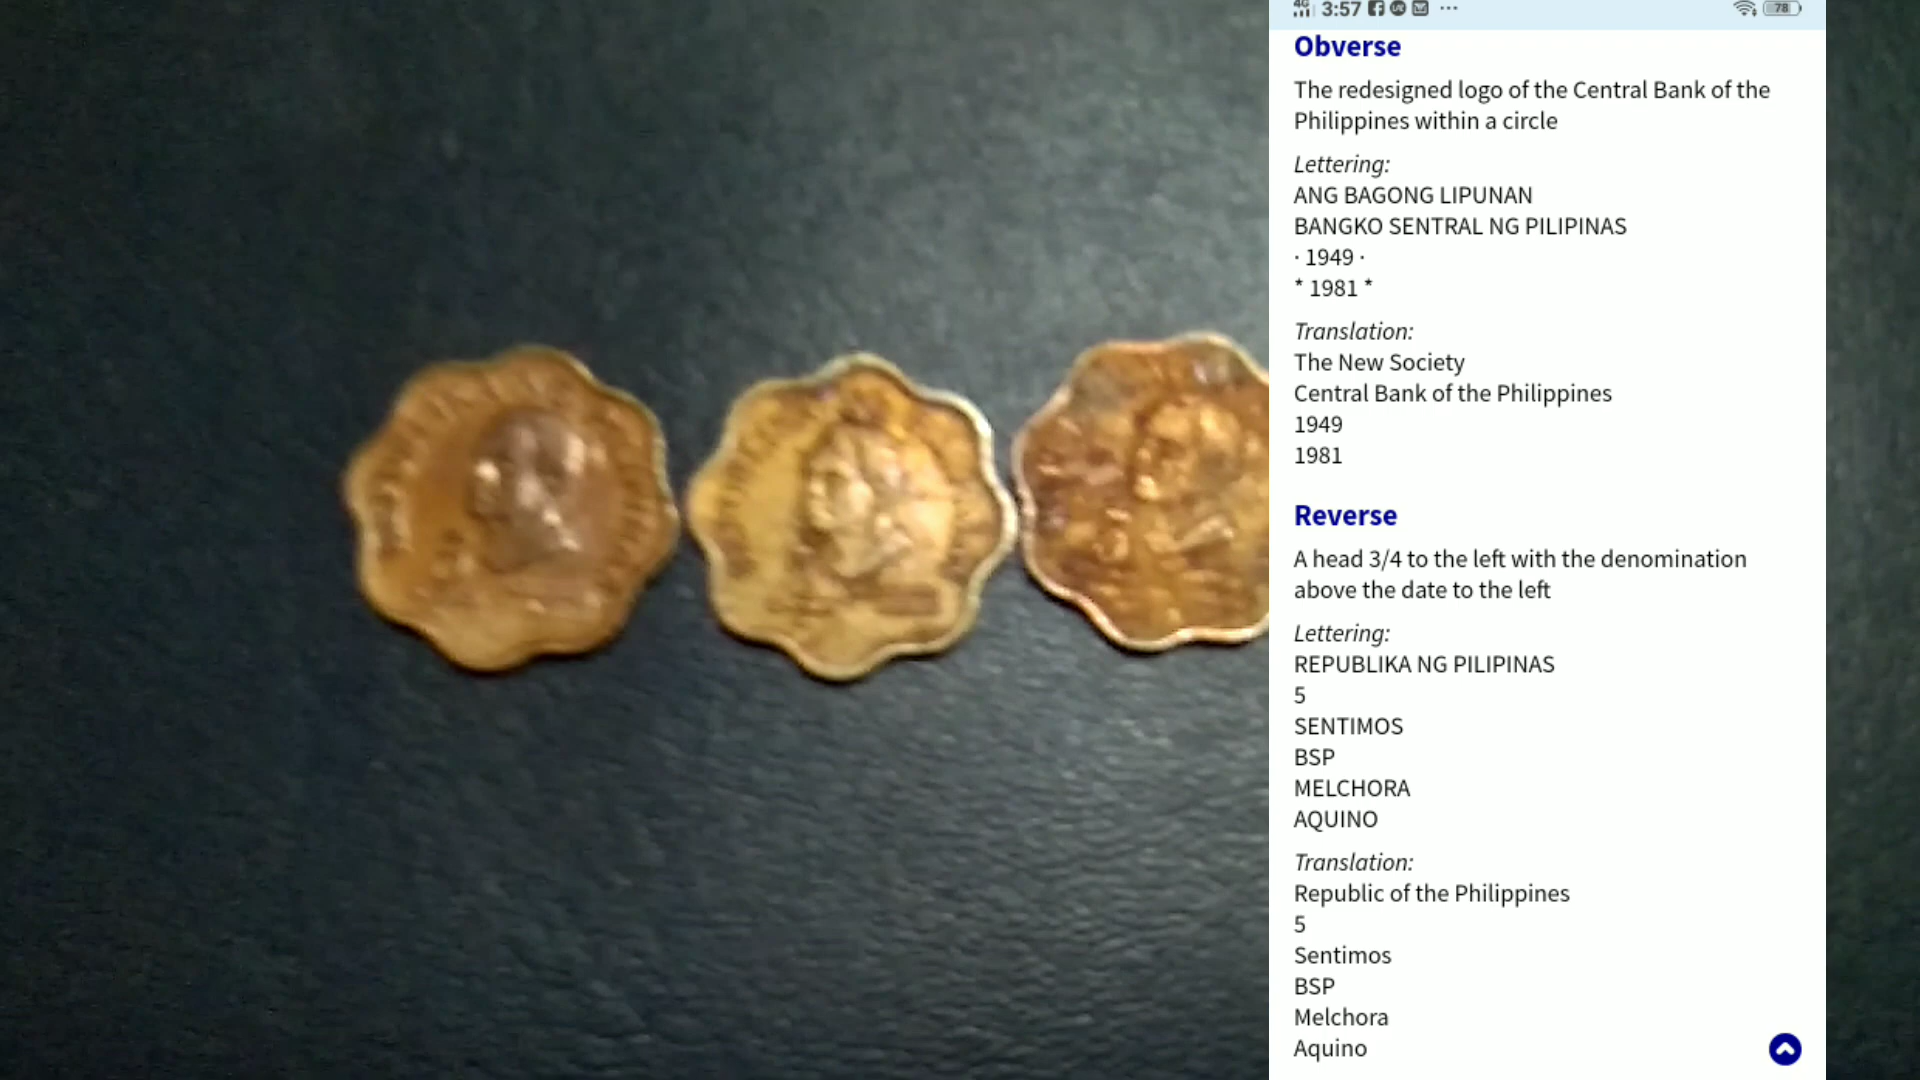 4G 3:57 ··· 78
Obverse
The redesigned logo of the Central Bank of the
Philippines within a circle
Lettering:
ANG BAGONG LIPUNAN
BANGKO SENTRAL NG PILIPINAS
· 1949 ·
* 1981 *
Translation:
The New Society
Central Bank of the Philippines
1949
1981
Reverse
A head 3/4 to the left with the denomination
above the date to the left
Lettering:
REPUBLIKA NG PILIPINAS
5
SENTIMOS
BSP
MELCHORA
AQUINO
Translation:
Republic of the Philippines
5
Sentimos
BSP
Melchora
Aquino